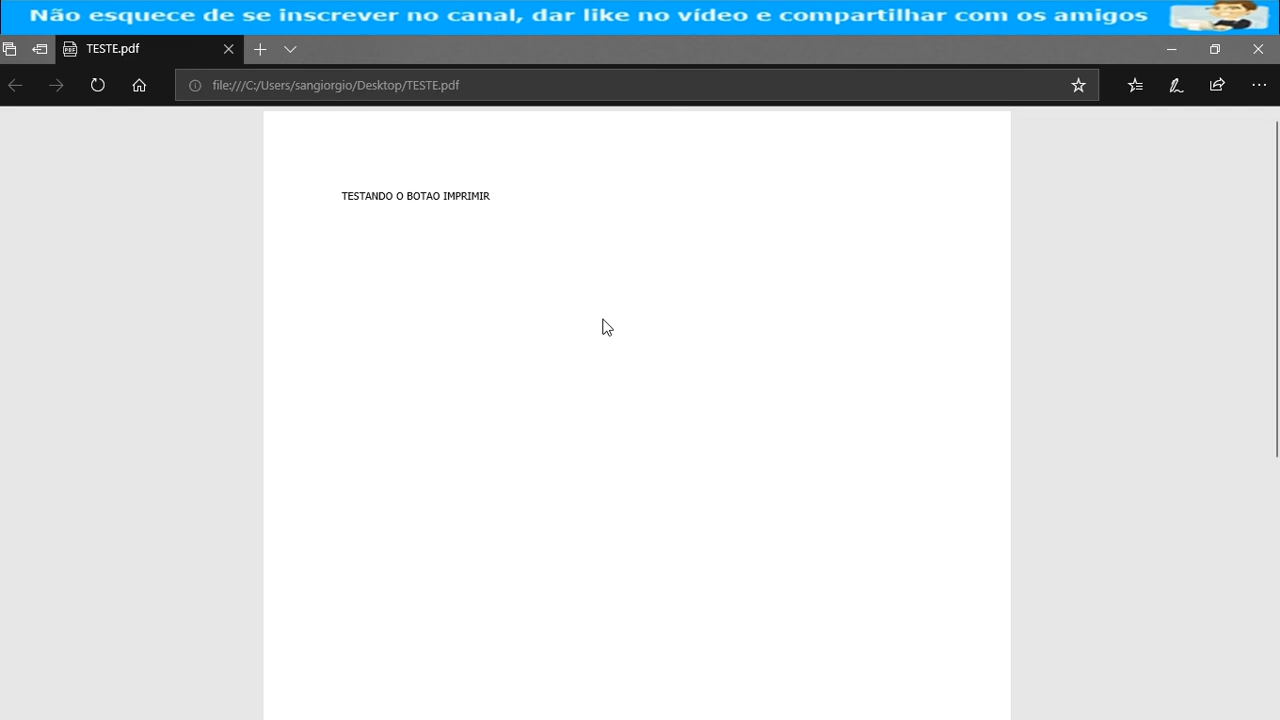 Não esquece de se inscrever no canal, dar like no vídeo e compartilhar com os amigos
TESTE.pdf
file:///C:/Users/sangiorgio/Desktop/TESTE.pdf
TESTANDO O BOTAO IMPRIMIR